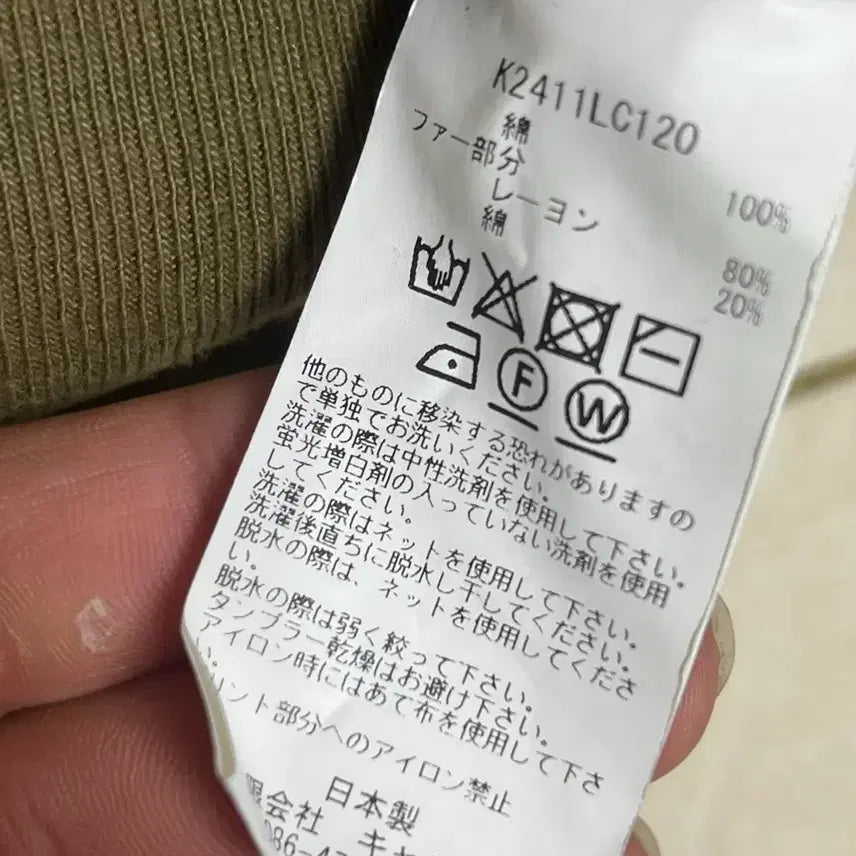 K2411LC120
綿 100%
ファー部分
レーヨン 80%
綿 20%
F W
他のものに移染する恐れがありますの
で単独でお洗いください。
洗濯の際は中性洗剤を使用して下さい。
蛍光増白剤の入っていない洗剤を使用
してください。
洗濯の際はネットを使用して下さい。
洗濯後直ちに脱水し干してください。
脱水の際は、ネットを使用してくださ
い。
脱水の際は弱く絞って下さい。
タンブラー乾燥はお避け下さい。
アイロン時にはあて布を使用して下さ
い。
リント部分へのアイロン禁止
日本製
限会社 キャ
086-4